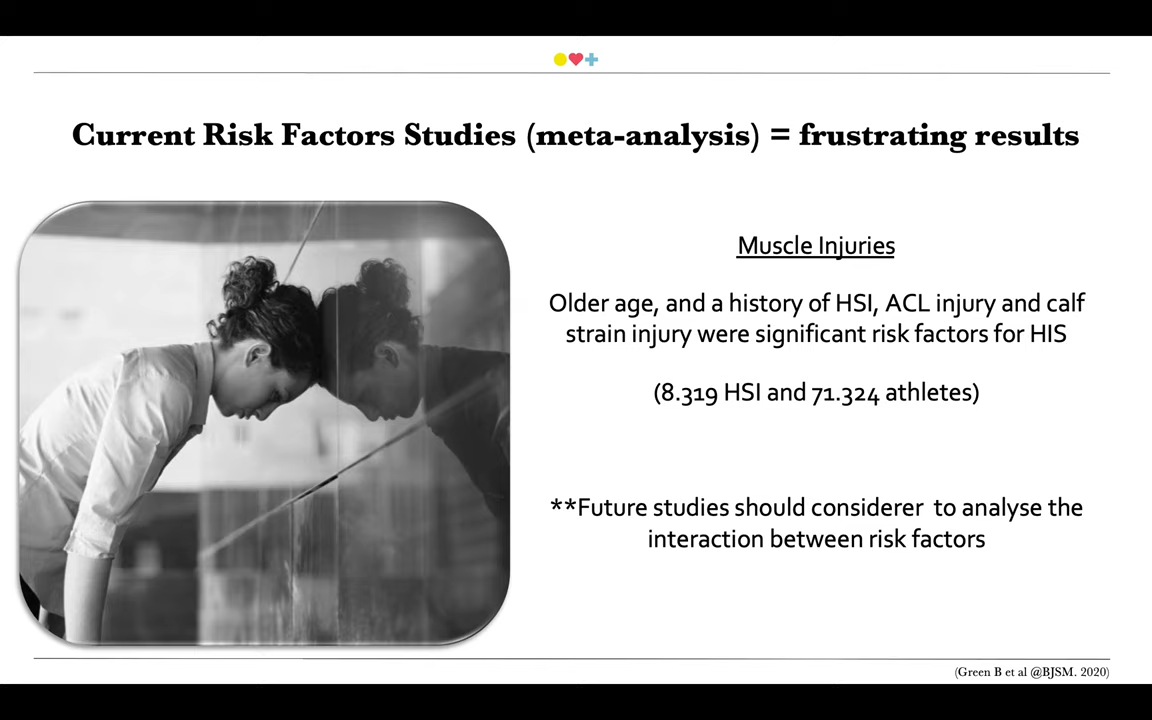 Current Risk Factors Studies (meta-analysis) = frustrating results
Muscle Injuries
Older age, and a history of HSI, ACL injury and calf
strain injury were significant risk factors for HIS
(8.319 HSI and 71.324 athletes)
**Future studies should considerer to analyse the
interaction between risk factors
(Green B et al @BJSM. 2020)